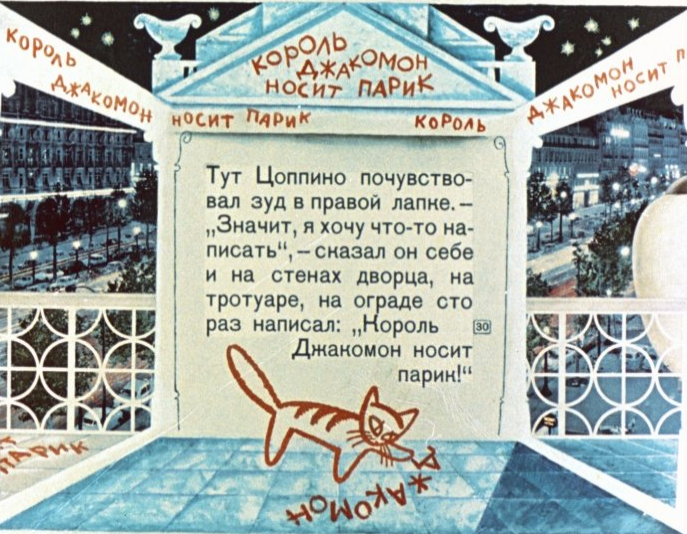 КОРОЛЬ
ДЖАКОМОН
НОСИТ ПАРИК
КОРОЛЬ
ДЖАКОМОН
НОСИТ ПАРИК
КОРОЛЬ
ДЖАКОМОН
НОСИТ П
Тут Цоппино почувство-
вал зуд в правой лапке.–
„Значит, я хочу что-то на-
писать“,– сказал он себе
и на стенах дворца, на
тротуаре, на ограде сто
раз написал: „Король
30
Джакомон носит
парик!“
ПАРИК
ДЖАКОМОН